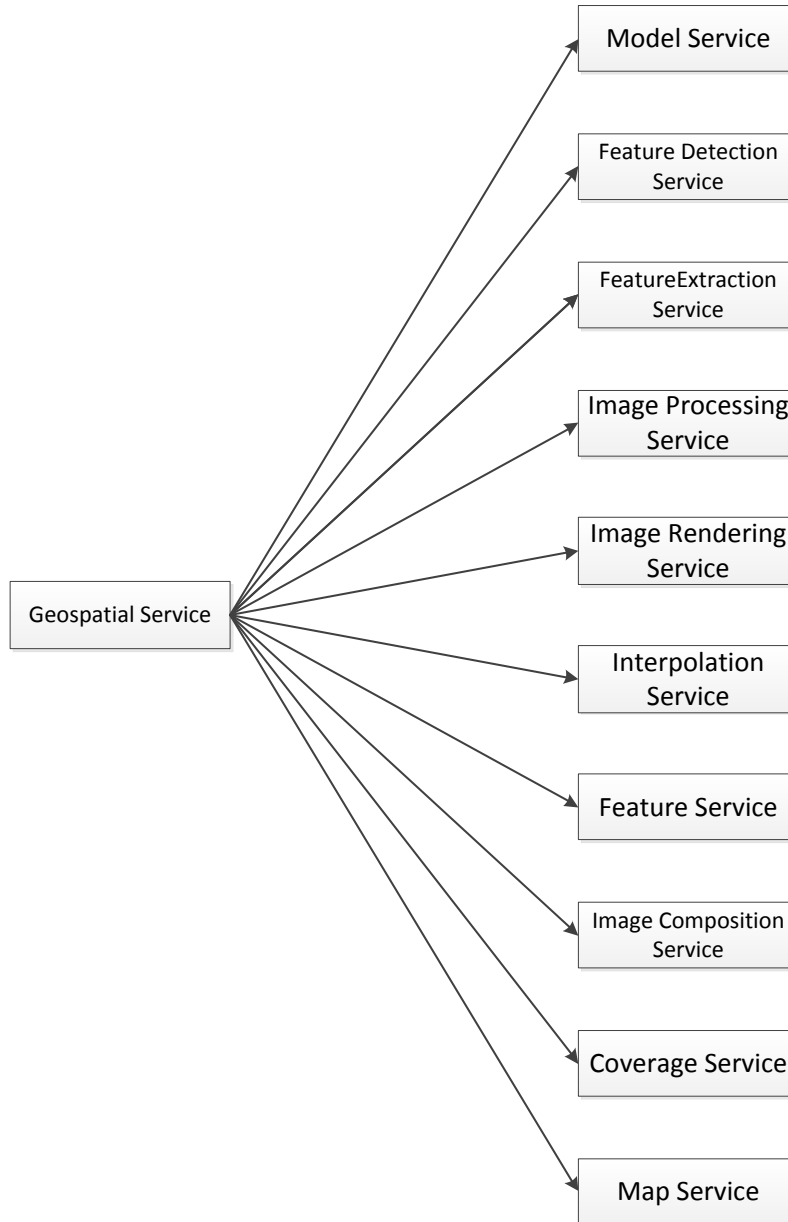 Model Service
Feature Detection
Service
FeatureExtraction
Service
Image Processing
Service
Image Rendering
Service
Geospatial Service
Interpolation
Service
Feature Service
Image Composition
Service
Coverage Service
Map Service